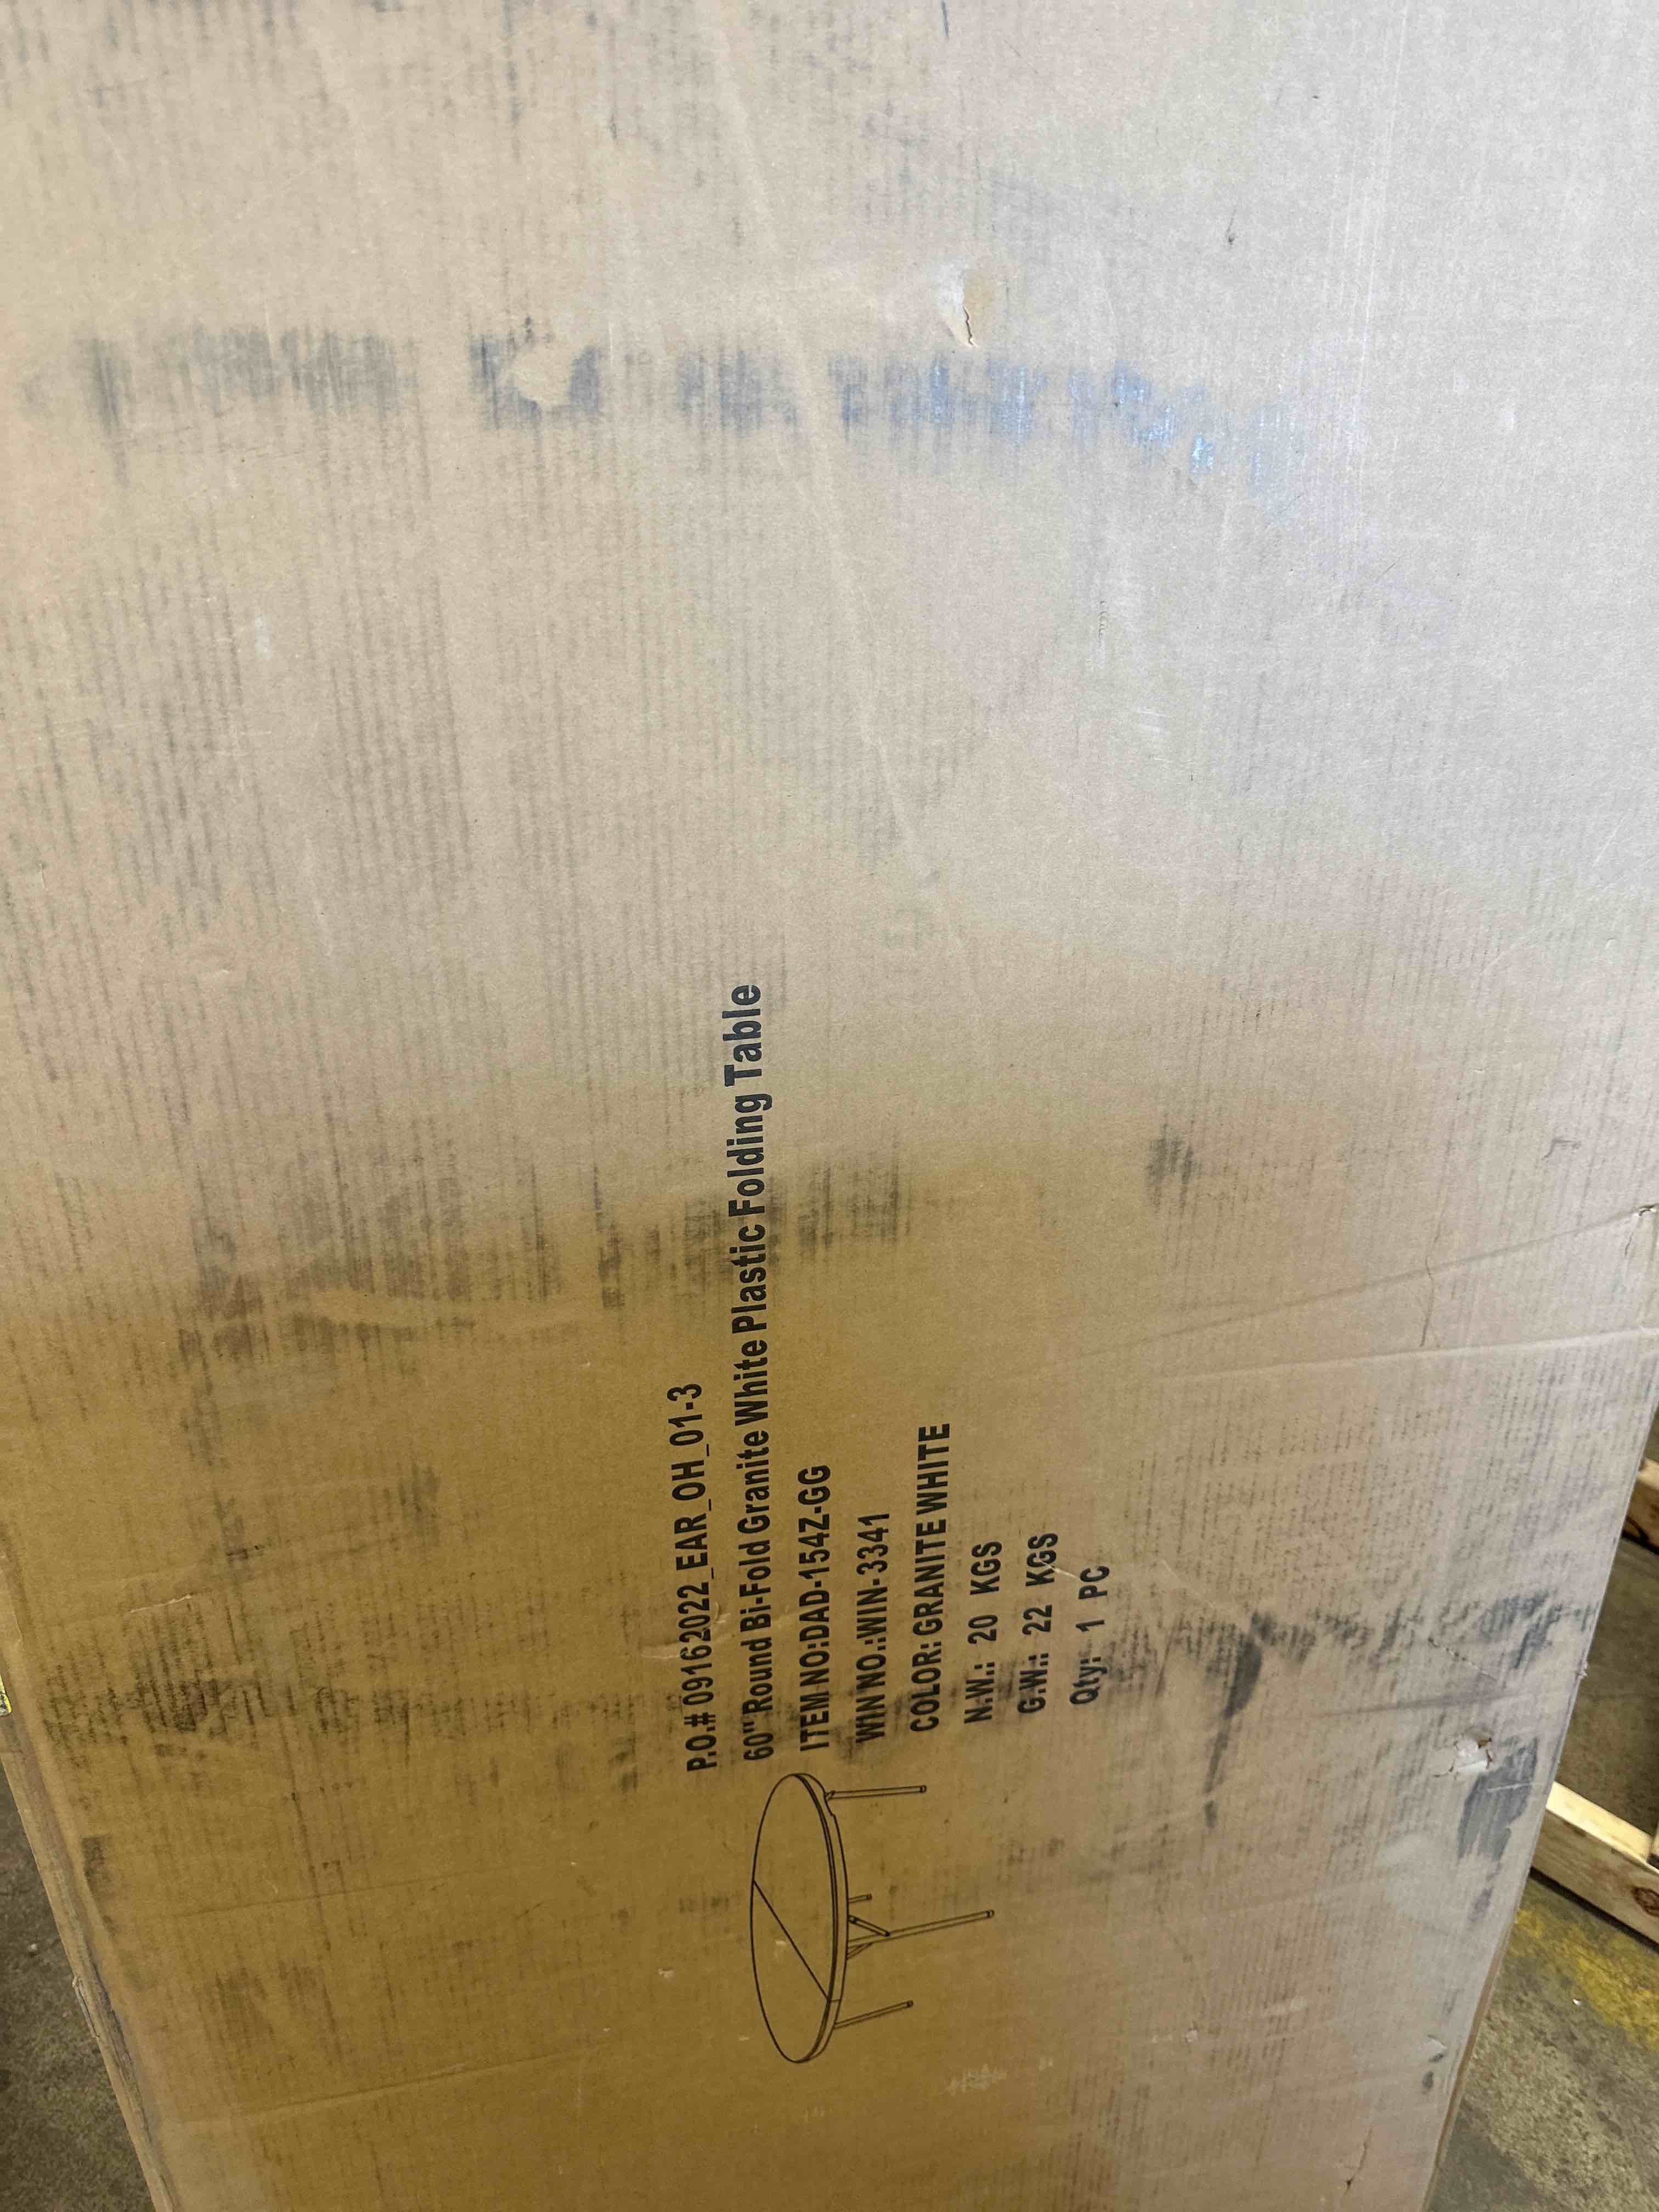 P.O.# 09162022_EAR_OH_01-3
60" Round Bi-Fold Granite White Plastic Folding Table
ITEM NO:DAD-154Z-GG
WIN NO.:WIN-3341
COLOR: GRANITE WHITE
N.W.: 20 KGS
G.W.: 22 KGS
Qty: 1 PC